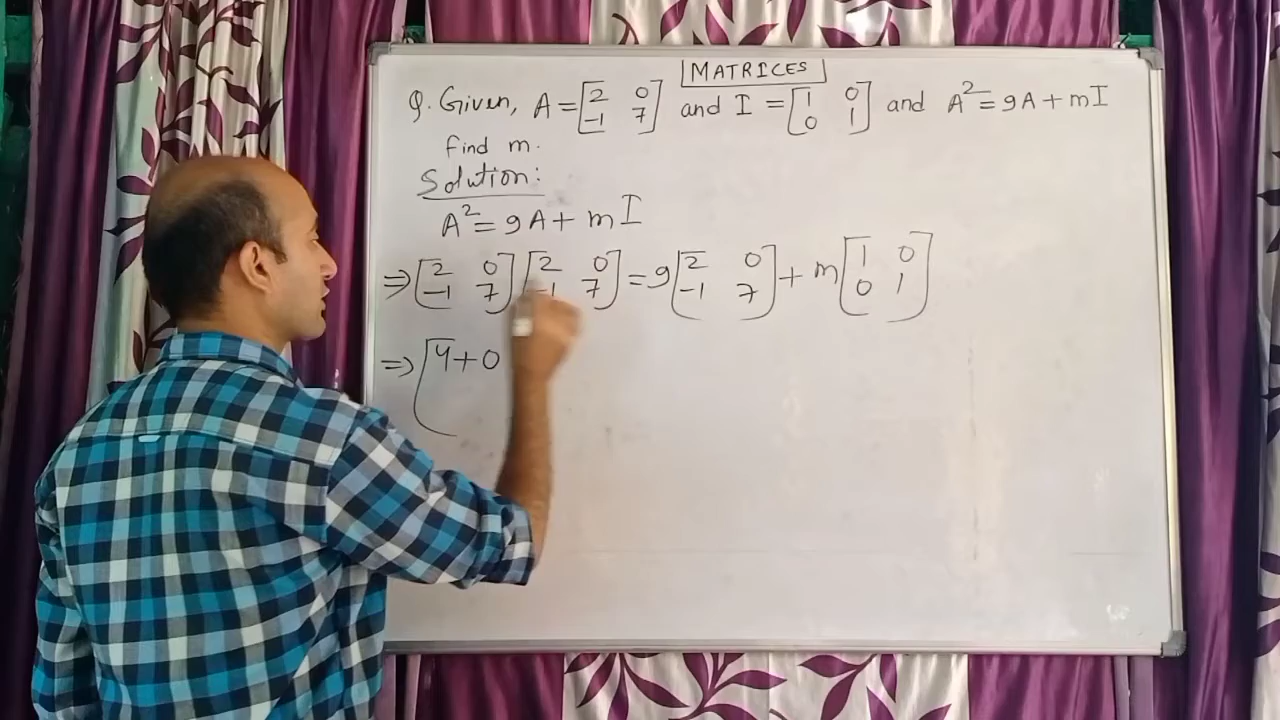 MATRICES
Q. Given, A = [2 0 -1 7] and I = [1 0 0 1] and A² = 9A + mI
find m.
Solution:
A² = 9A + mI
⇒ [2 0 -1 7] [2 0 -1 7] = 9 [2 0 -1 7] + m [1 0 0 1]
⇒ [4+0